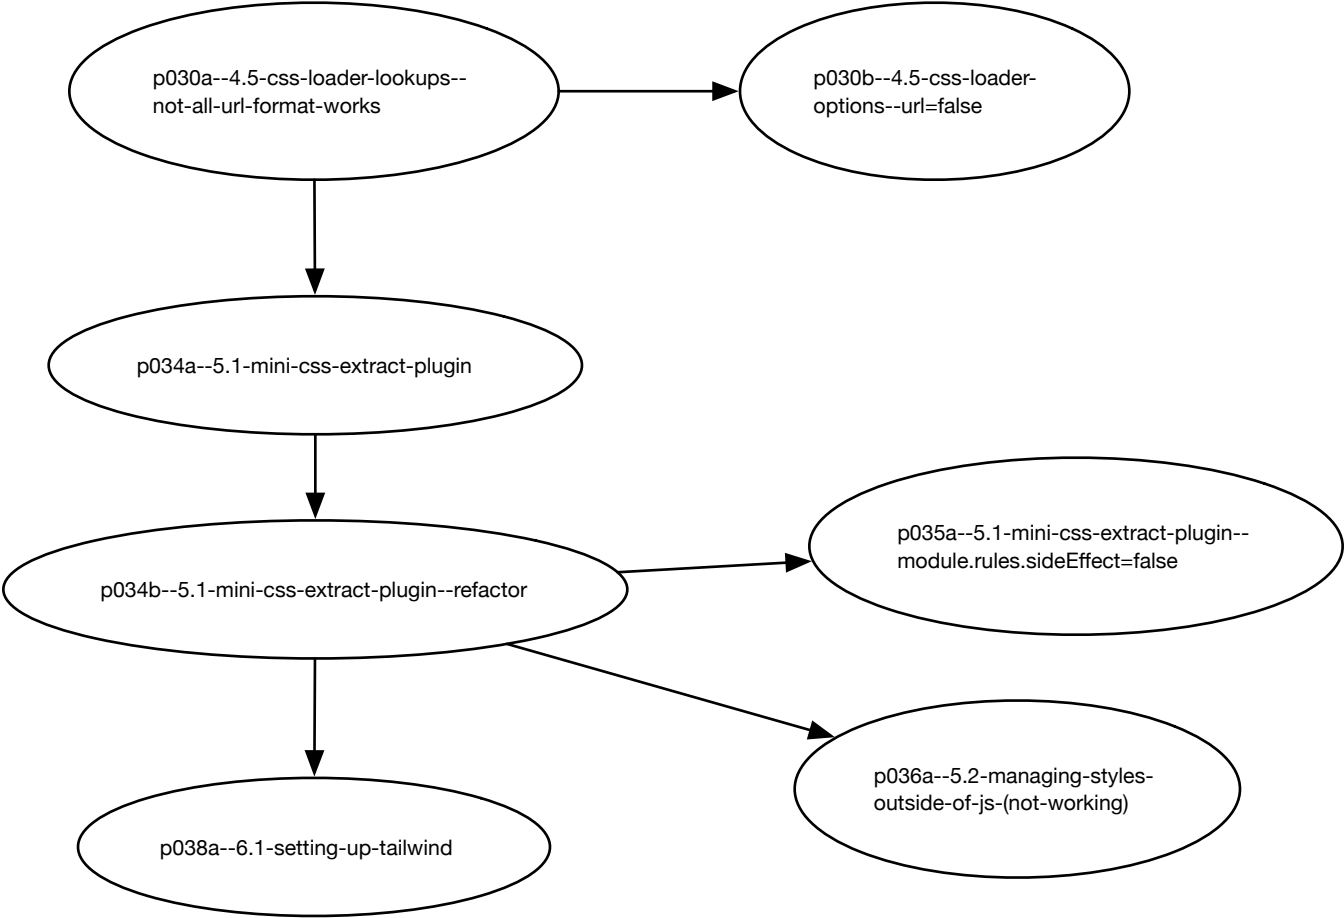 p030a--4.5-css-loader-lookups--
not-all-url-format-works
p030b--4.5-css-loader-
options--url=false
p034a--5.1-mini-css-extract-plugin
p035a--5.1-mini-css-extract-plugin--
module.rules.sideEffect=false
p034b--5.1-mini-css-extract-plugin--refactor
p036a--5.2-managing-styles-
outside-of-js-(not-working)
p038a--6.1-setting-up-tailwind